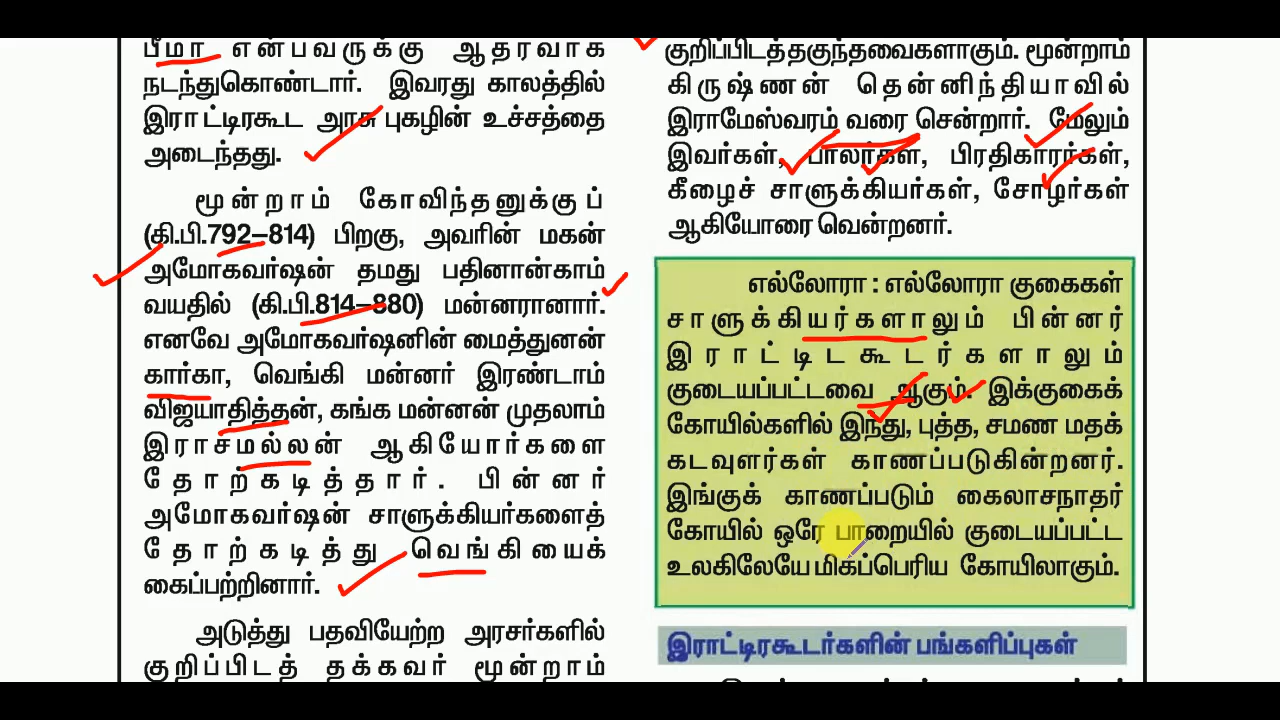 பீமா என்பவருக்கு ஆதரவாக
நடந்துகொண்டார். இவரது காலத்தில்
இராட்டிரகூட அரசு புகழின் உச்சத்தை
அடைந்தது.
மூன்றாம் கோவிந்தனுக்குப்
(கி.பி.792–814) பிறகு, அவரின் மகன்
அமோகவர்ஷன் தமது பதினான்காம்
வயதில் (கி.பி.814–880) மன்னரானார்.
எனவே அமோகவர்ஷனின் மைத்துனன்
கார்கா, வெங்கி மன்னர் இரண்டாம்
விஜயாதித்தன், கங்க மன்னன் முதலாம்
இராசமல்லன் ஆகியோர்களை
தோற்கடித்தார். பின்னர்
அமோகவர்ஷன் சாளுக்கியர்களைத்
தோற்கடித்து வெங்கியைக்
கைப்பற்றினார்.
அடுத்து பதவியேற்ற அரசர்களில்
குறிப்பிடத் தக்கவர் மூன்றாம்
குறிப்பிடத்தகுந்தவைகளாகும். மூன்றாம்
கிருஷ்ணன் தென்னிந்தியாவில்
இராமேஸ்வரம் வரை சென்றார். மேலும்
இவர்கள், பாலர்கள், பிரதிகாரர்கள்,
கீழைச் சாளுக்கியர்கள், சோழர்கள்
ஆகியோரை வென்றனர்.
எல்லோரா : எல்லோரா குகைகள்
சாளுக்கியர்களாலும் பின்னர்
இராட்டிடகூடர்களாலும்
குடையப்பட்டவை ஆகும். இக்குகைக்
கோயில்களில் இந்து, புத்த, சமண மதக்
கடவுளர்கள் காணப்படுகின்றனர்.
இங்குக் காணப்படும் கைலாசநாதர்
கோயில் ஒரே பாறையில் குடையப்பட்ட
உலகிலேயே மிகப்பெரிய கோயிலாகும்.
இராட்டிரகூடர்களின் பங்களிப்புகள்